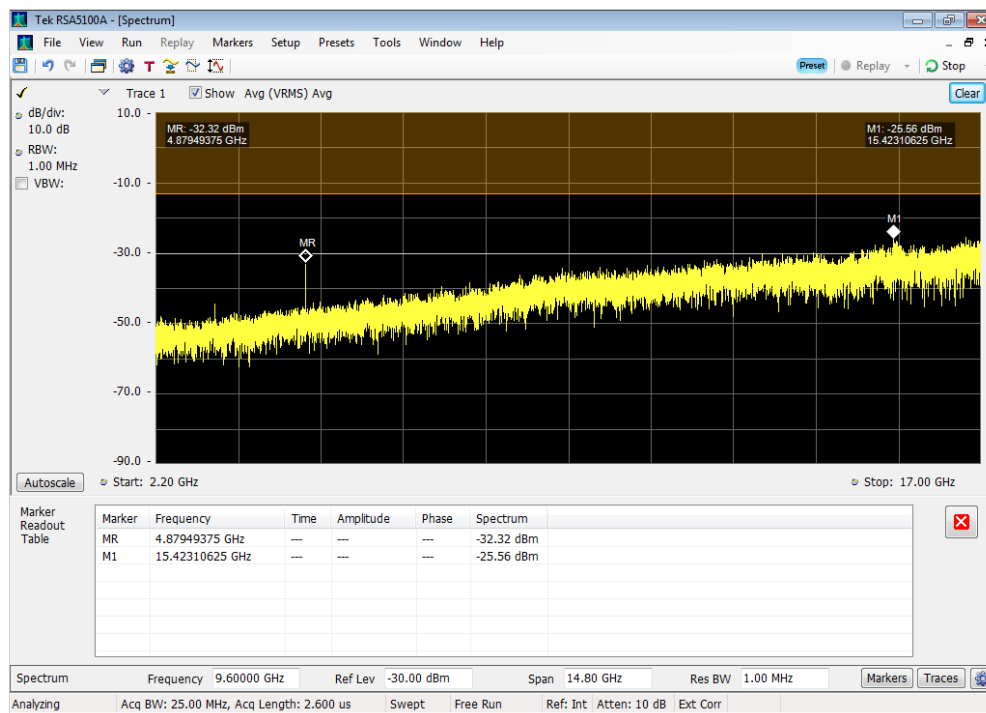 Tek RSA5100A - [Spectrum]
File View Run Replay Markers Setup Presets Tools Window Help
T Preset Replay Stop
Trace 1 Show Avg (VRMS) Avg Clear
dB/div:
10.0 dB
RBW:
1.00 MHz
VBW:
10.0 -
MR: -32.32 dBm
4.87949375 GHz
M1: -25.56 dBm
15.42310625 GHz
-10.0 -
M1
MR
-30.0 -
-50.0 -
-70.0 -
-90.0 -
Autoscale Start: 2.20 GHz Stop: 17.00 GHz
Marker
Readout
Table
Marker Frequency Time Amplitude Phase Spectrum
MR 4.87949375 GHz --- --- --- -32.32 dBm
M1 15.42310625 GHz --- --- --- -25.56 dBm
Spectrum Frequency 9.60000 GHz Ref Lev -30.00 dBm Span 14.80 GHz Res BW 1.00 MHz Markers Traces
Analyzing Acq BW: 25.00 MHz, Acq Length: 2.600 us Swept Free Run Ref: Int Atten: 10 dB Ext Corr